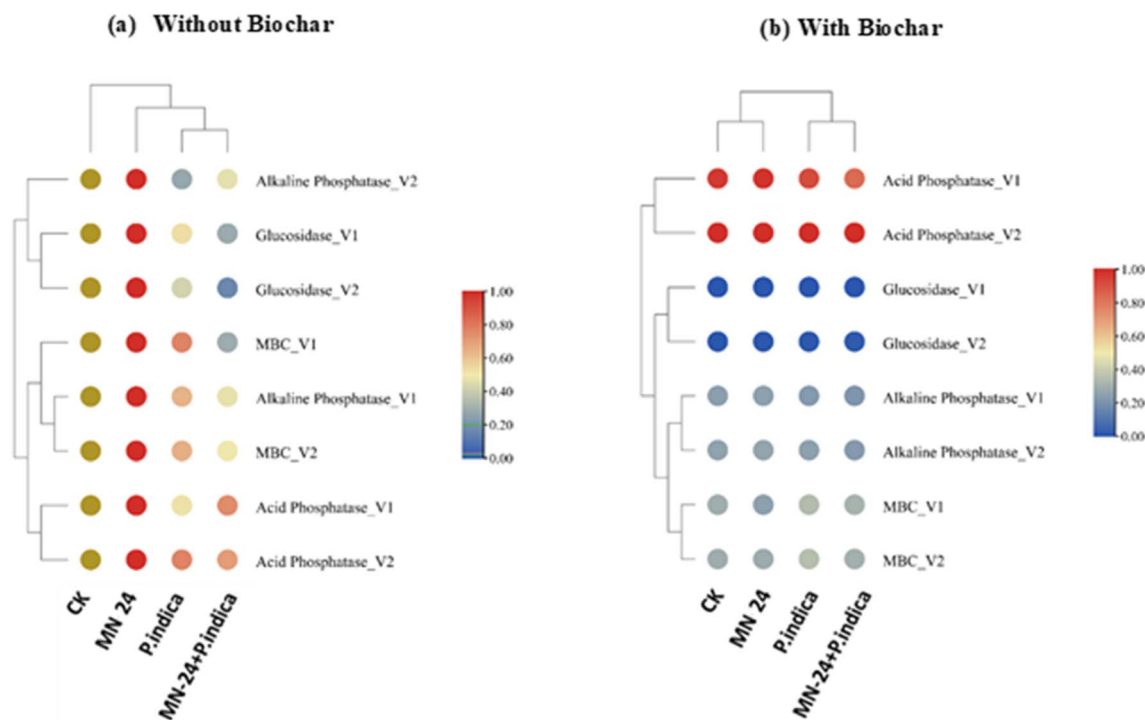 (a) Without Biochar
Alkaline Phosphatase_V2
Glucosidase_V1
Glucosidase_V2
MBC_V1
Alkaline Phosphatase_V1
MBC_V2
Acid Phosphatase_V1
Acid Phosphatase_V2
1.00
0.80
0.60
0.40
0.20
0.00
CK
MN 24
P.indica
MN-24+P.indica
(b) With Biochar
Acid Phosphatase_V1
Acid Phosphatase_V2
Glucosidase_V1
Glucosidase_V2
Alkaline Phosphatase_V1
Alkaline Phosphatase_V2
MBC_V1
MBC_V2
1.00
0.80
0.60
0.40
0.20
0.00
CK
MN 24
P.indica
MN-24+P.indica